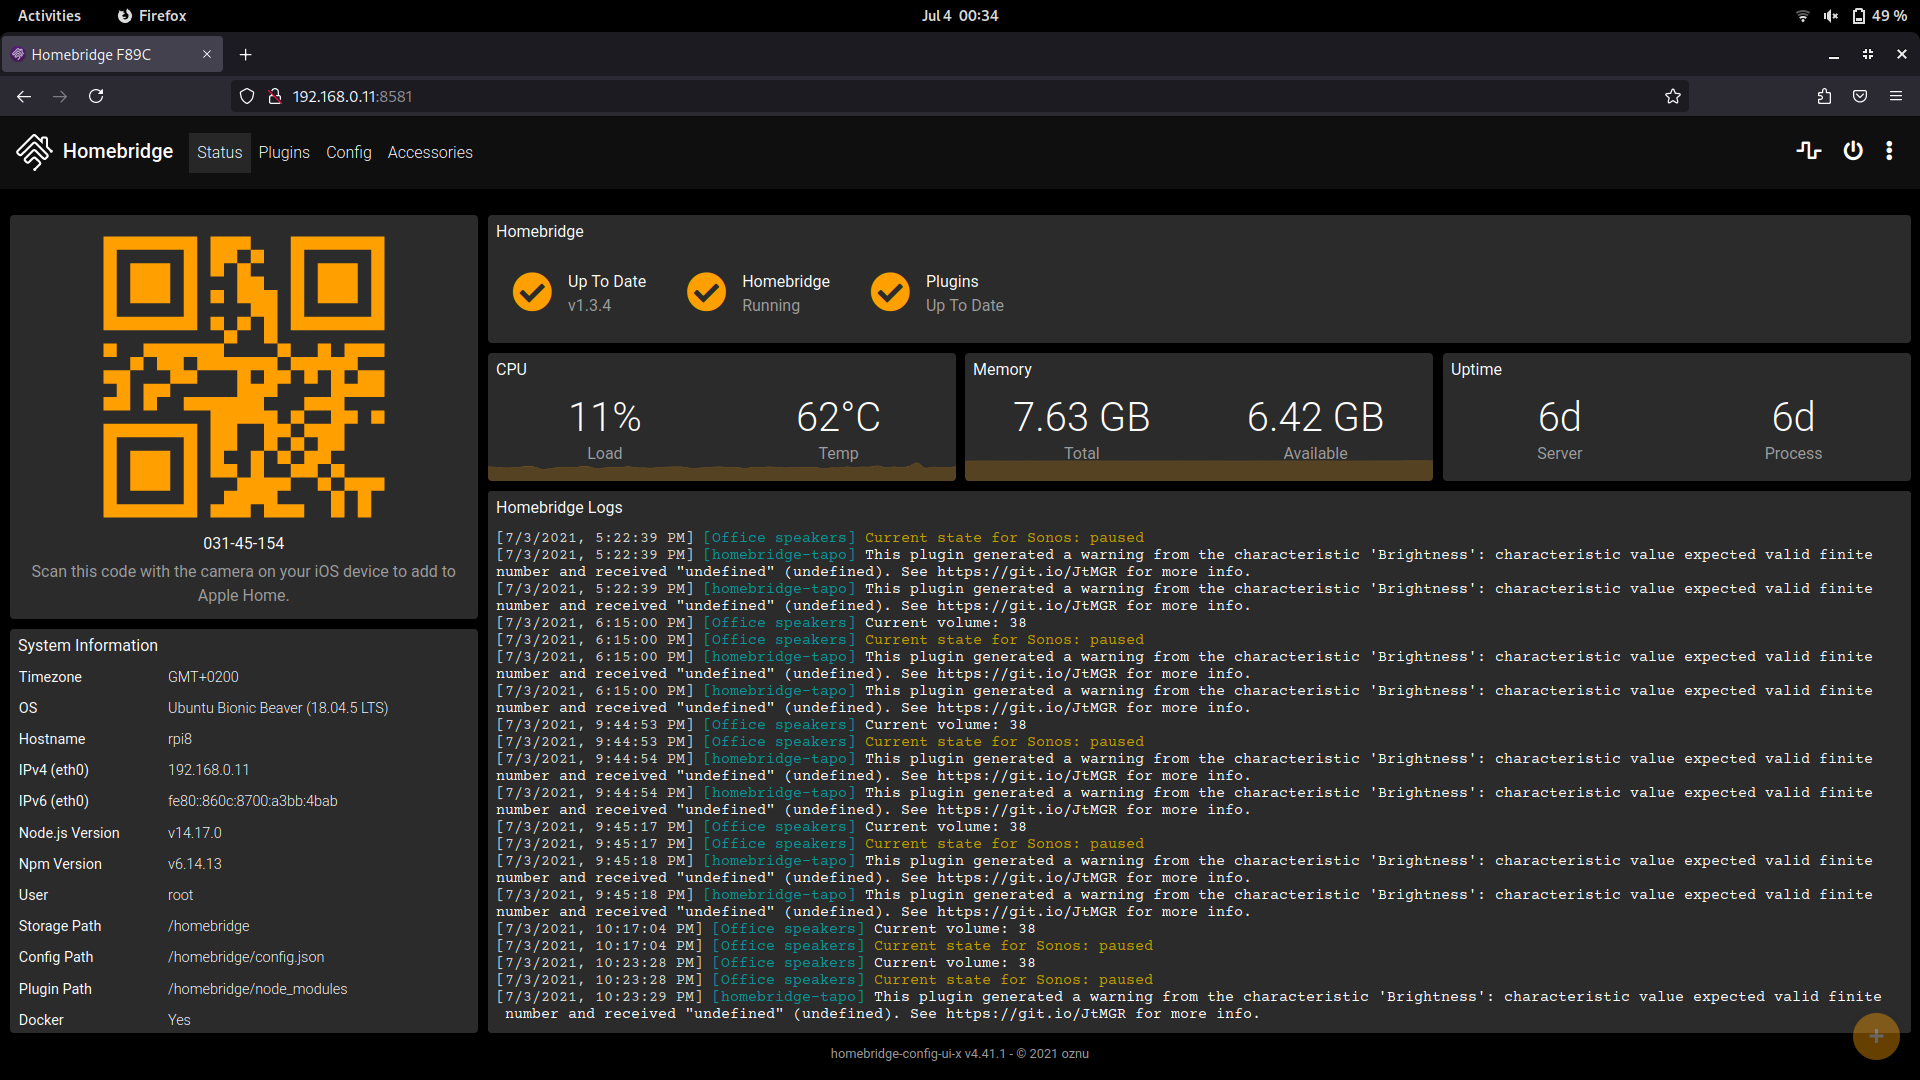 Activities Firefox Jul 4 00:34 49 %
Homebridge F89C
192.168.0.11:8581
Homebridge Status Plugins Config Accessories
031-45-154
Scan this code with the camera on your iOS device to add to
Apple Home.
System Information
Timezone GMT+0200
OS Ubuntu Bionic Beaver (18.04.5 LTS)
Hostname rpi8
IPv4 (eth0) 192.168.0.11
IPv6 (eth0) fe80::860c:8700:a3bb:4bab
Node.js Version v14.17.0
Npm Version v6.14.13
User root
Storage Path /homebridge
Config Path /homebridge/config.json
Plugin Path /homebridge/node_modules
Docker Yes
Homebridge
Up To Date Homebridge Plugins
v1.3.4 Running Up To Date
CPU
11% 62°C
Load Temp
Memory
7.63 GB 6.42 GB
Total Available
Uptime
6d 6d
Server Process
Homebridge Logs
[7/3/2021, 5:22:39 PM] [Office speakers] Current state for Sonos: paused
[7/3/2021, 5:22:39 PM] [homebridge-tapo] This plugin generated a warning from the characteristic 'Brightness': characteristic value expected valid finite
number and received "undefined" (undefined). See https://git.io/JtMGR for more info.
[7/3/2021, 5:22:39 PM] [homebridge-tapo] This plugin generated a warning from the characteristic 'Brightness': characteristic value expected valid finite
number and received "undefined" (undefined). See https://git.io/JtMGR for more info.
[7/3/2021, 6:15:00 PM] [Office speakers] Current volume: 38
[7/3/2021, 6:15:00 PM] [Office speakers] Current state for Sonos: paused
[7/3/2021, 6:15:00 PM] [homebridge-tapo] This plugin generated a warning from the characteristic 'Brightness': characteristic value expected valid finite
number and received "undefined" (undefined). See https://git.io/JtMGR for more info.
[7/3/2021, 6:15:00 PM] [homebridge-tapo] This plugin generated a warning from the characteristic 'Brightness': characteristic value expected valid finite
number and received "undefined" (undefined). See https://git.io/JtMGR for more info.
[7/3/2021, 9:44:53 PM] [Office speakers] Current volume: 38
[7/3/2021, 9:44:53 PM] [Office speakers] Current state for Sonos: paused
[7/3/2021, 9:44:54 PM] [homebridge-tapo] This plugin generated a warning from the characteristic 'Brightness': characteristic value expected valid finite
number and received "undefined" (undefined). See https://git.io/JtMGR for more info.
[7/3/2021, 9:44:54 PM] [homebridge-tapo] This plugin generated a warning from the characteristic 'Brightness': characteristic value expected valid finite
number and received "undefined" (undefined). See https://git.io/JtMGR for more info.
[7/3/2021, 9:45:17 PM] [Office speakers] Current volume: 38
[7/3/2021, 9:45:17 PM] [Office speakers] Current state for Sonos: paused
[7/3/2021, 9:45:18 PM] [homebridge-tapo] This plugin generated a warning from the characteristic 'Brightness': characteristic value expected valid finite
number and received "undefined" (undefined). See https://git.io/JtMGR for more info.
[7/3/2021, 9:45:18 PM] [homebridge-tapo] This plugin generated a warning from the characteristic 'Brightness': characteristic value expected valid finite
number and received "undefined" (undefined). See https://git.io/JtMGR for more info.
[7/3/2021, 10:17:04 PM] [Office speakers] Current volume: 38
[7/3/2021, 10:17:04 PM] [Office speakers] Current state for Sonos: paused
[7/3/2021, 10:23:28 PM] [Office speakers] Current volume: 38
[7/3/2021, 10:23:28 PM] [Office speakers] Current state for Sonos: paused
[7/3/2021, 10:23:29 PM] [homebridge-tapo] This plugin generated a warning from the characteristic 'Brightness': characteristic value expected valid finite
number and received "undefined" (undefined). See https://git.io/JtMGR for more info.
homebridge-config-ui-x v4.41.1 - © 2021 oznu